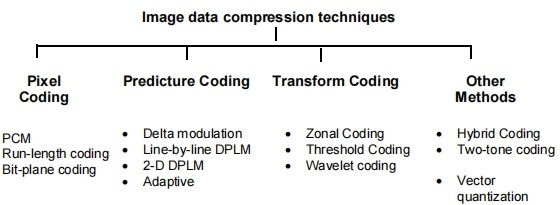 Image data compression techniques
Pixel
Coding
PCM
Run-length coding
Bit-plane coding
Predicture Coding
• Delta modulation
• Line-by-line DPLM
• 2-D DPLM
• Adaptive
Transform Coding
• Zonal Coding
• Threshold Coding
• Wavelet coding
Other
Methods
• Hybrid Coding
• Two-tone coding
• Vector
quantization